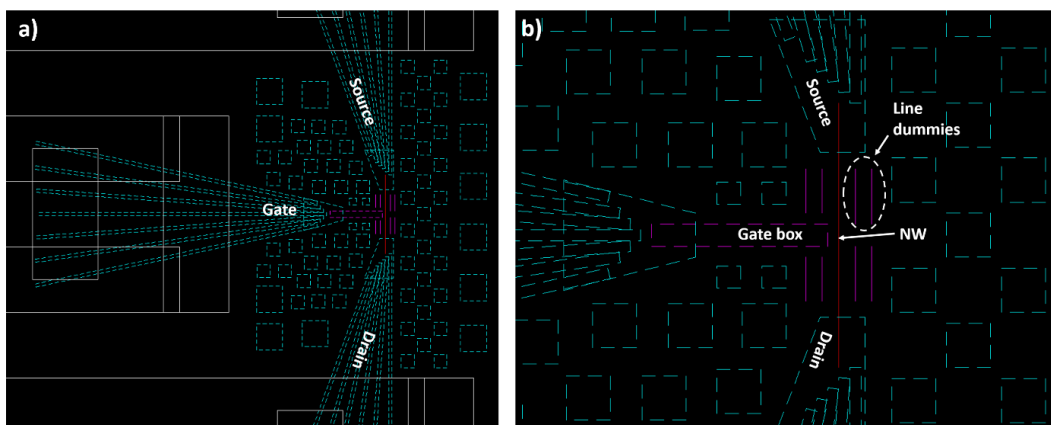 a)
Source
Gate
Drain
b)
Source
Line
dummies
Gate box
NW
Drain